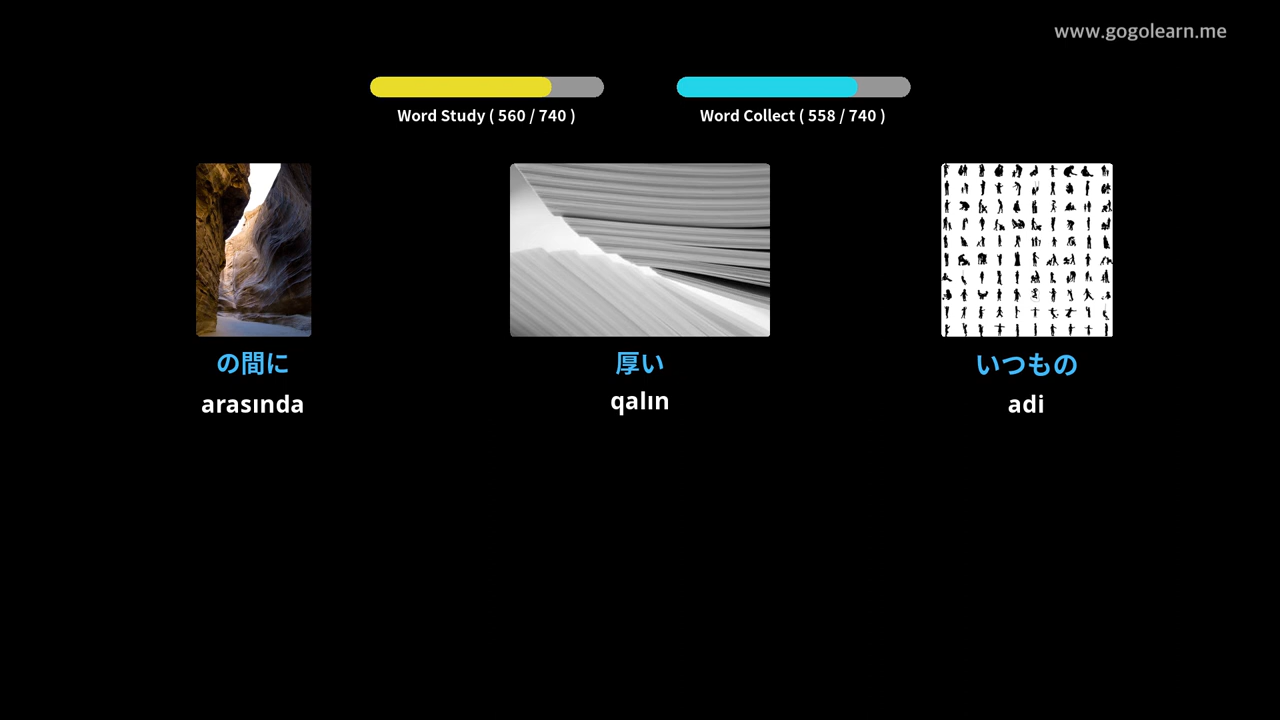 www.gogolearn.me
Word Study ( 560 / 740 )
Word Collect ( 558 / 740 )
の間に
厚い
いつもの
arasında
qalın
adi